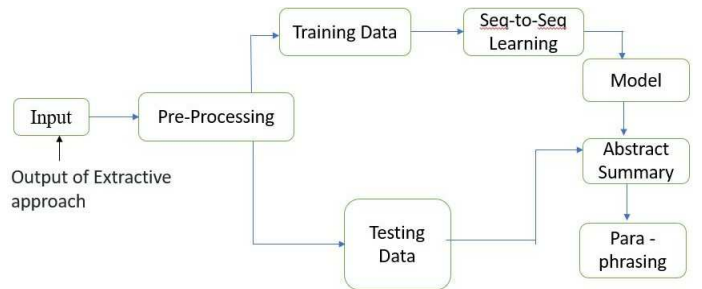 Training Data
Seq-to-Seq
Learning
Model
Input
Pre-Processing
Output of Extractive
approach
Abstract
Summary
Testing
Data
Para -
phrasing